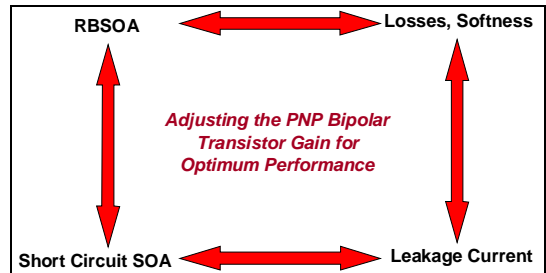 RBSOA
Losses, Softness
Adjusting the PNP Bipolar
Transistor Gain for
Optimum Performance
Short Circuit SOA
Leakage Current